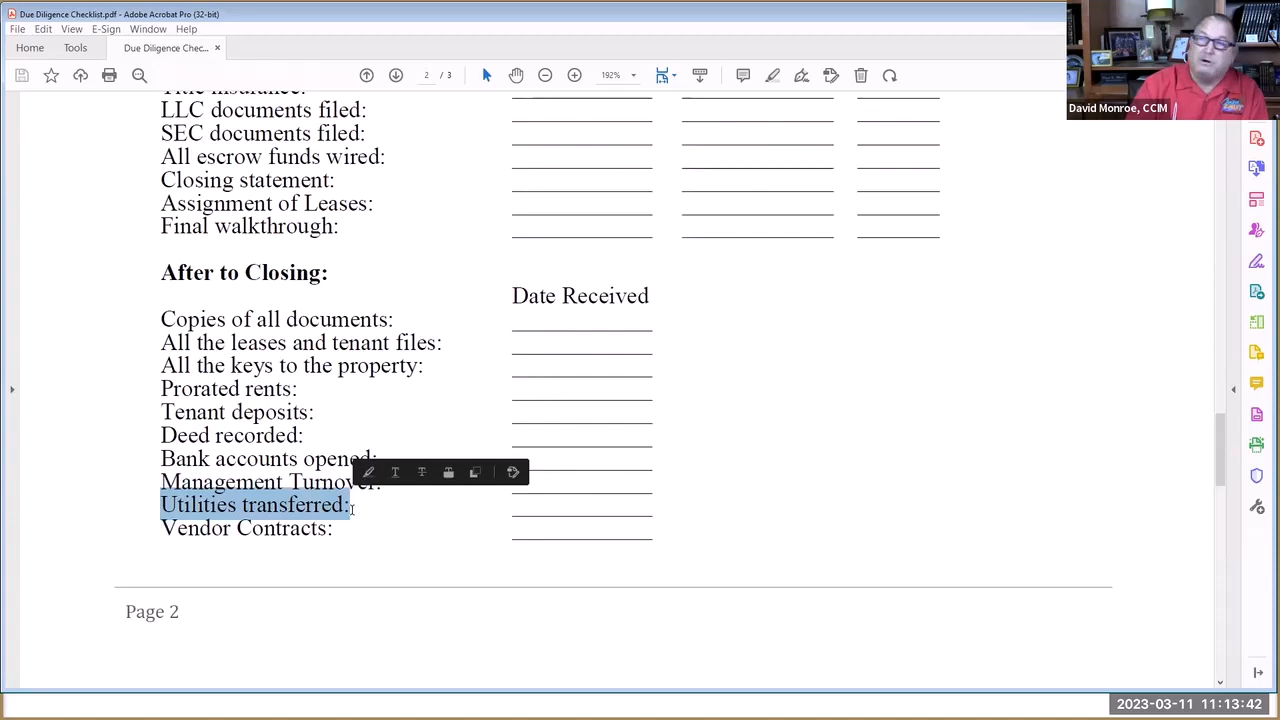 Due Diligence Checklist.pdf - Adobe Acrobat Pro (32-bit)
File Edit View E-Sign Window Help
Home Tools Due Diligence Chec... ×
2 / 3 192%
David Monroe, CCIM
Title insurance:
LLC documents filed:
SEC documents filed:
All escrow funds wired:
Closing statement:
Assignment of Leases:
Final walkthrough:
After to Closing:
Date Received
Copies of all documents:
All the leases and tenant files:
All the keys to the property:
Prorated rents:
Tenant deposits:
Deed recorded:
Bank accounts opened:
Management Turnover:
Utilities transferred:
Vendor Contracts:
Page 2
2023-03-11 11:13:42